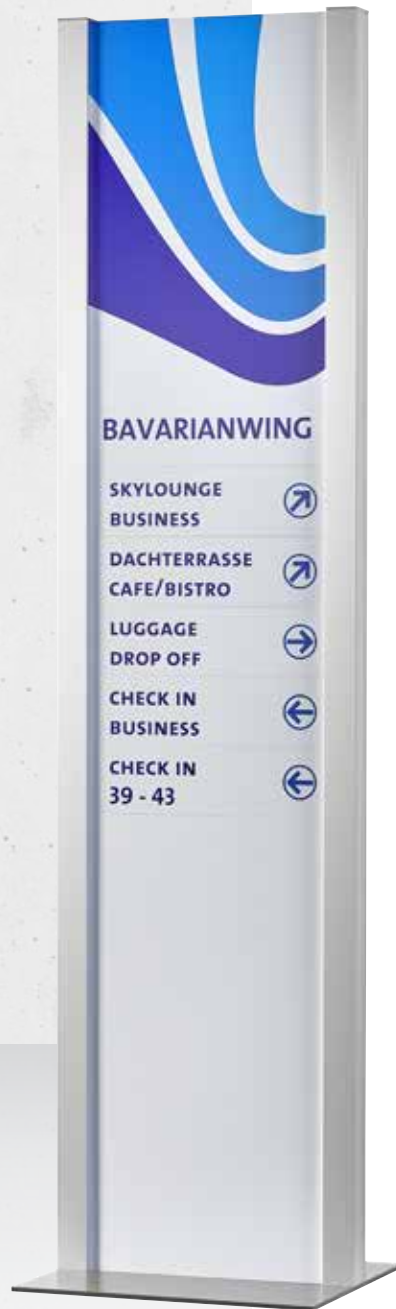 BAVARIANWING
SKYLOUNGE
BUSINESS
DACHTERRASSE
CAFE/BISTRO
LUGGAGE
DROP OFF
CHECK IN
BUSINESS
CHECK IN
39 - 43